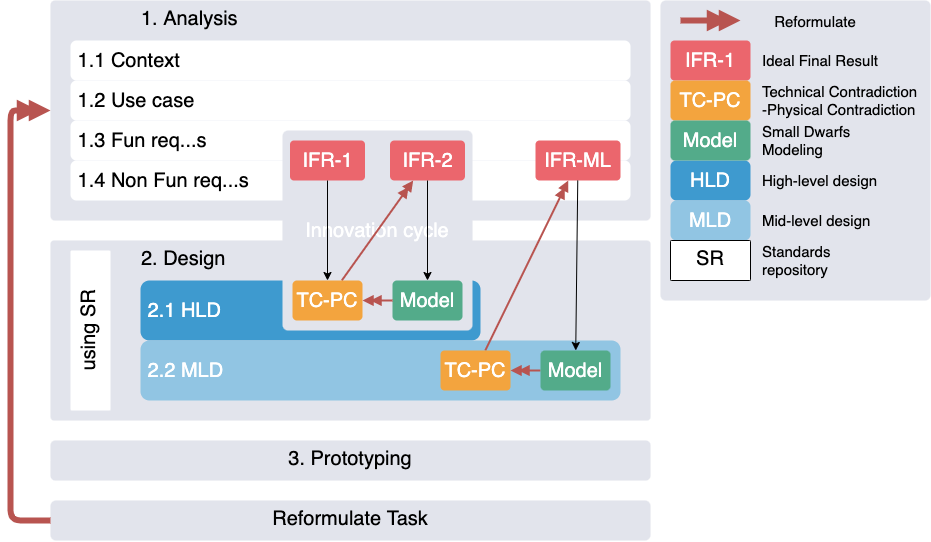 1. Analysis
1.1 Context
1.2 Use case
1.3 Fun req...s
1.4 Non Fun req...s
IFR-1
IFR-2
IFR-ML
Innovation cycle
using SR
2. Design
2.1 HLD
TC-PC
Model
2.2 MLD
TC-PC
Model
3. Prototyping
Reformulate Task
Reformulate
IFR-1
Ideal Final Result
TC-PC
Technical Contradiction
-Physical Contradiction
Model
Small Dwarfs
Modeling
HLD
High-level design
MLD
Mid-level design
SR
Standards
repository